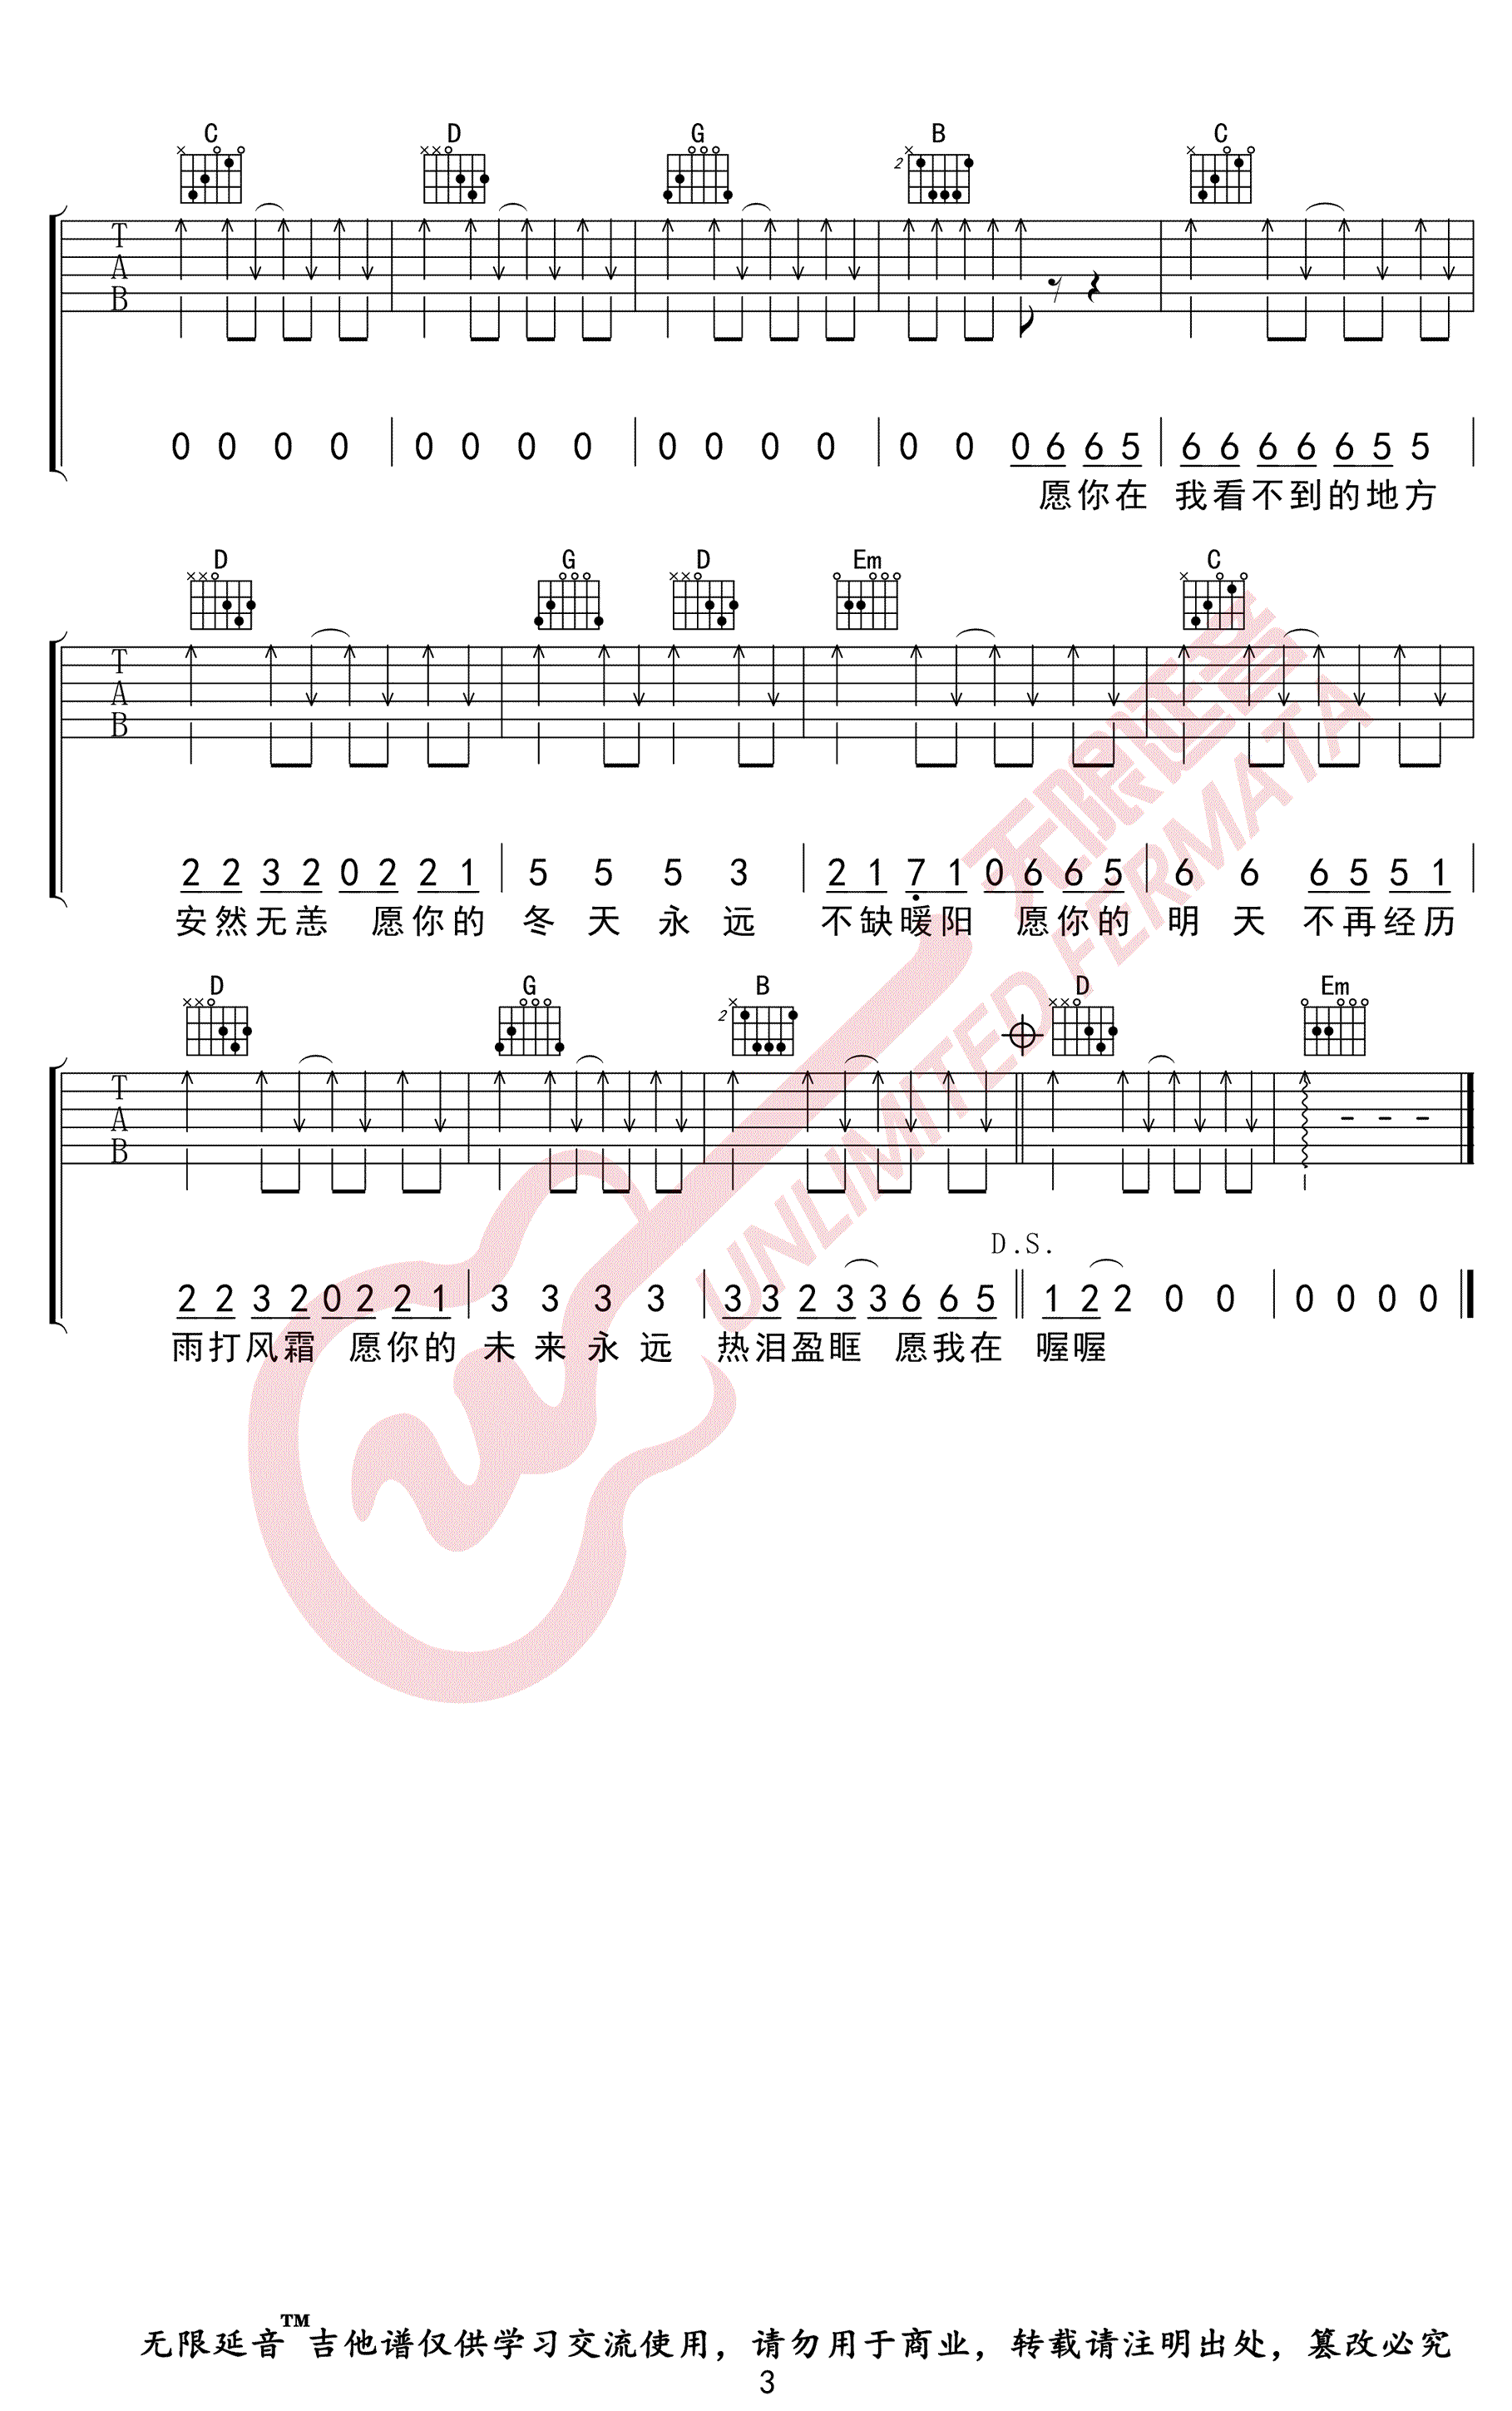 C D G B C
2
T
A
B
0 0 0 0 0 0 0 0 0 0 0 0 0 0 0 6 6 5 6 6 6 6 6 5 5
愿你在 我看不到的地方
D G D Em C
T
A
B
2 2 3 2 0 2 2 1 5 5 5 3 2 1 7 1 0 6 6 5 6 6 6 5 5 1
安然无恙 愿你的 冬天永远 不缺暖阳 愿你的 明天 不再经历
D G B D Em
2
T
A
B
D.S.
2 2 3 2 0 2 2 1 3 3 3 3 3 3 2 3 3 6 6 5 1 2 2 0 0 0 0 0 0
雨打风霜 愿你的 未来永远 热泪盈眶 愿我在 喔喔
无限延音
UNLIMITED FERMATA
无限延音™吉他谱仅供学习交流使用，请勿用于商业，转载请注明出处，篡改必究
3